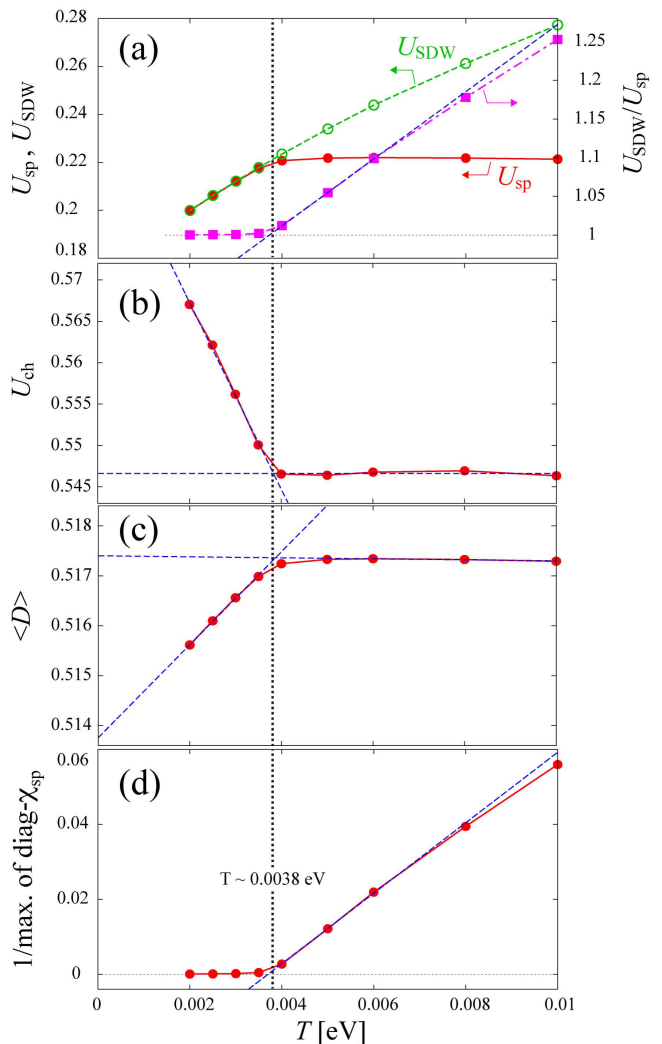 (a)
U_sp , U_SDW
0.28
0.26
0.24
0.22
0.2
0.18
U_SDW
U_sp
1.25
1.2
1.15
1.1
1.05
1
U_SDW/U_sp
(b)
U_ch
0.57
0.565
0.56
0.555
0.55
0.545
(c)
<D>
0.518
0.517
0.516
0.515
0.514
(d)
1/max. of diag-χ_sp
0.06
0.04
0.02
0
T ~ 0.0038 eV
0 0.002 0.004 0.006 0.008 0.01
T [eV]